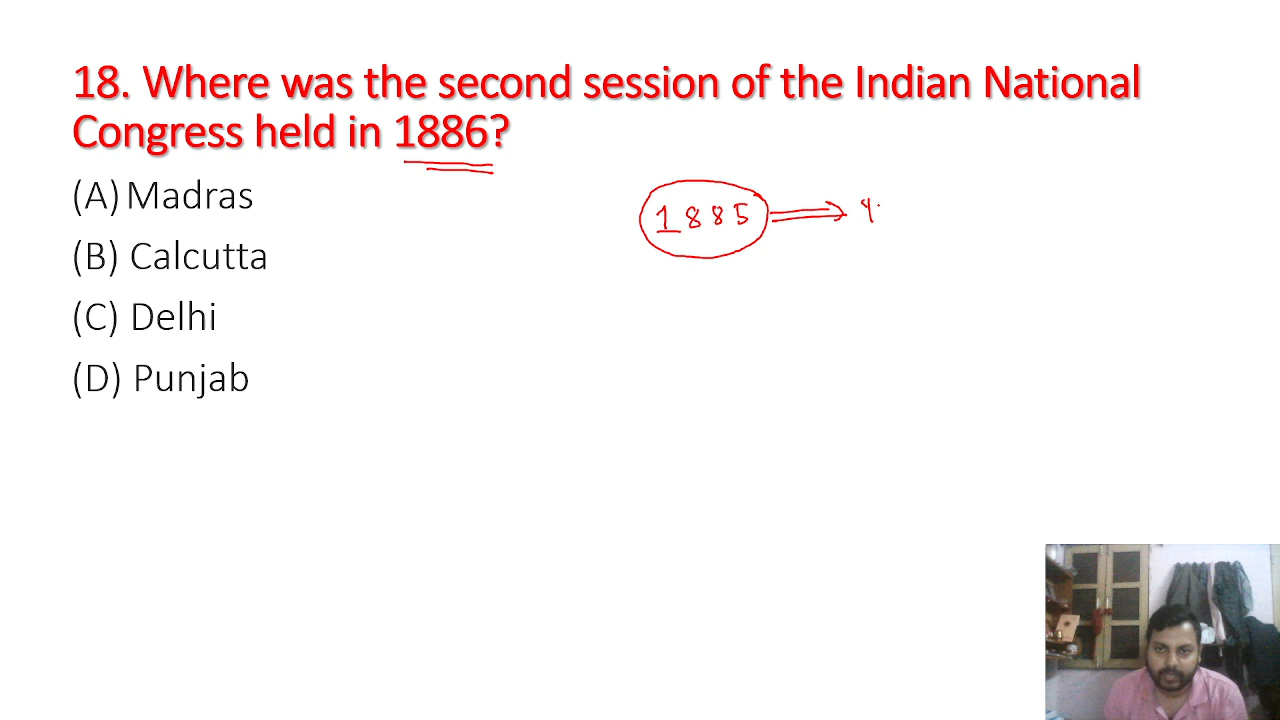 18. Where was the second session of the Indian National
Congress held in 1886?
(A) Madras
1885
(B) Calcutta
(C) Delhi
(D) Punjab